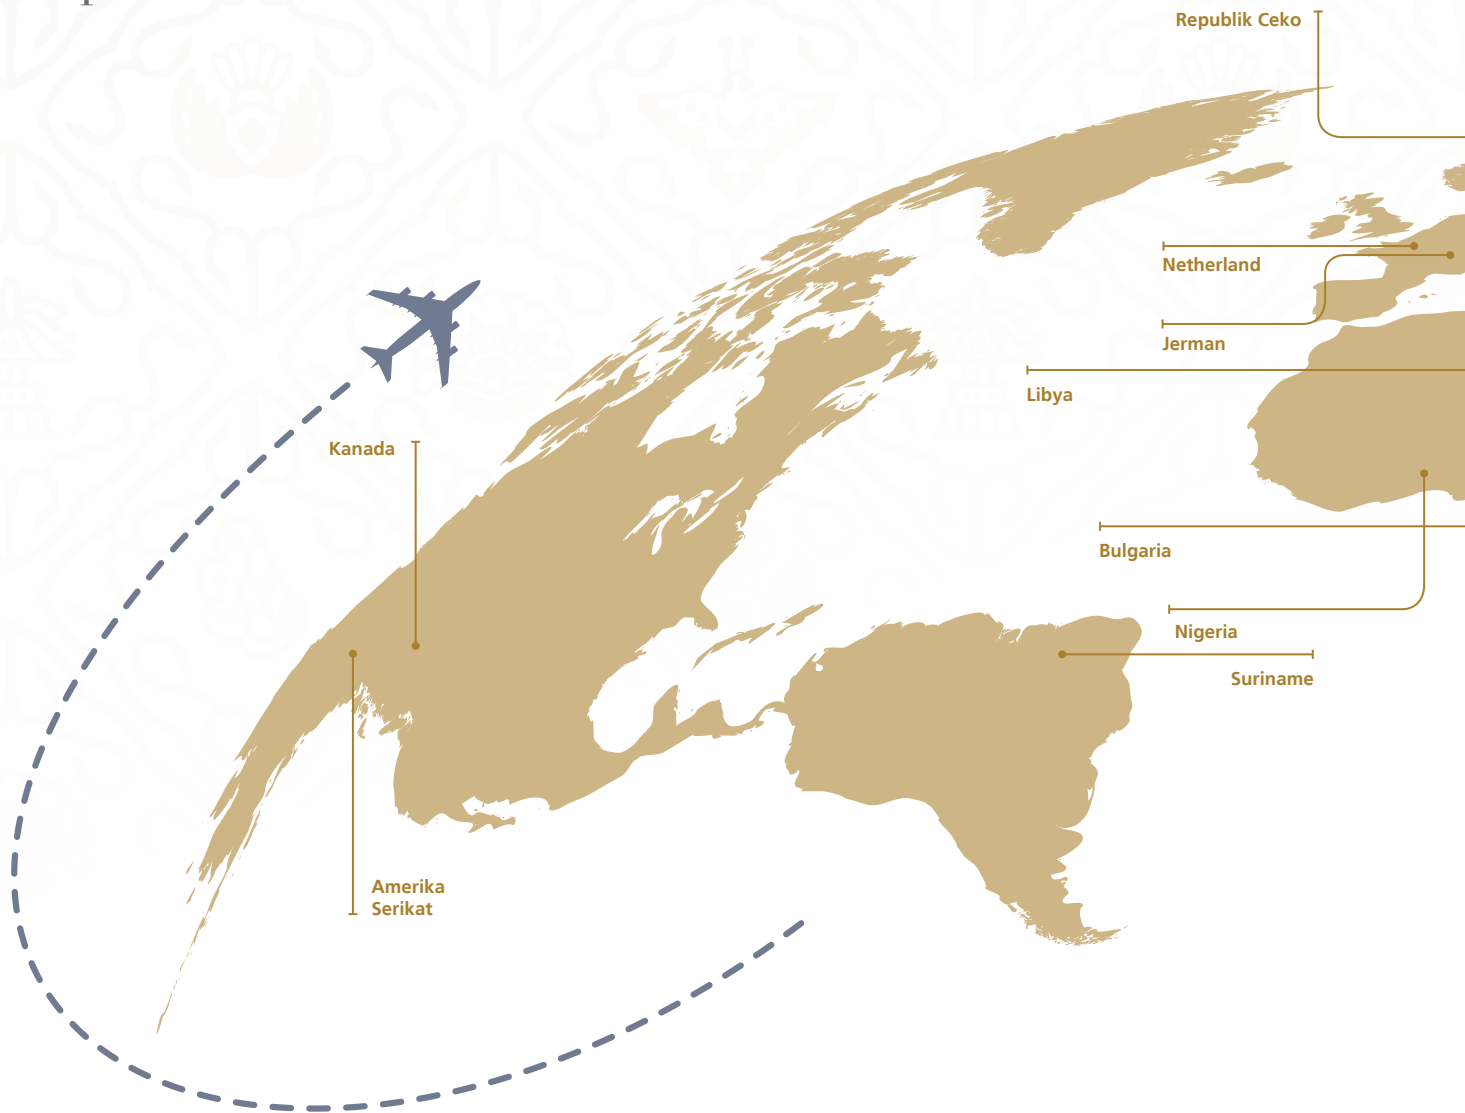 Republik Ceko
Netherland
Jerman
Libya
Kanada
Bulgaria
Nigeria
Suriname
Amerika
Serikat